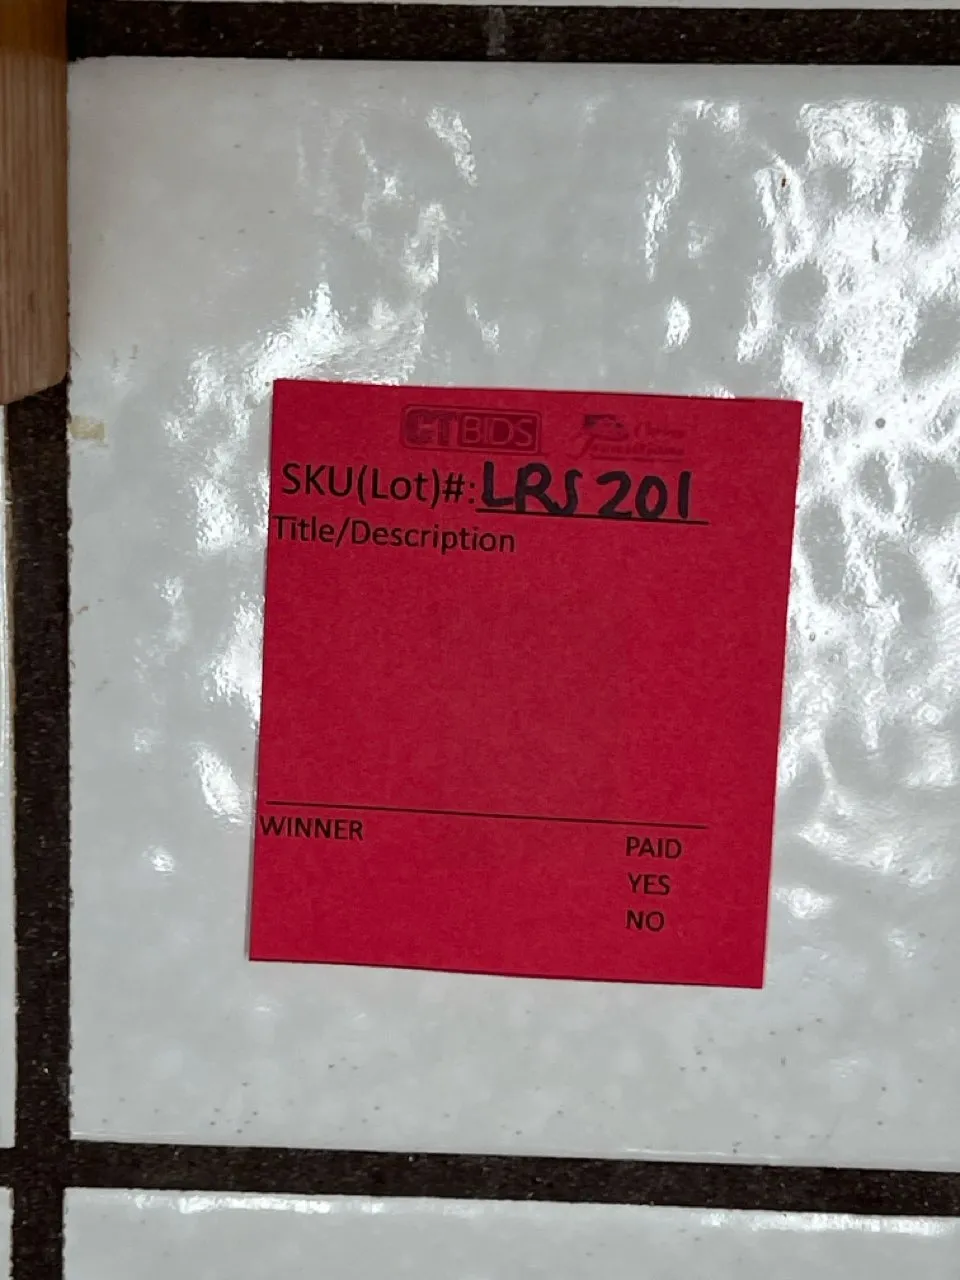 CTBIDS
SKU(Lot)#: LRS 201
Title/Description
WINNER
PAID
YES
NO